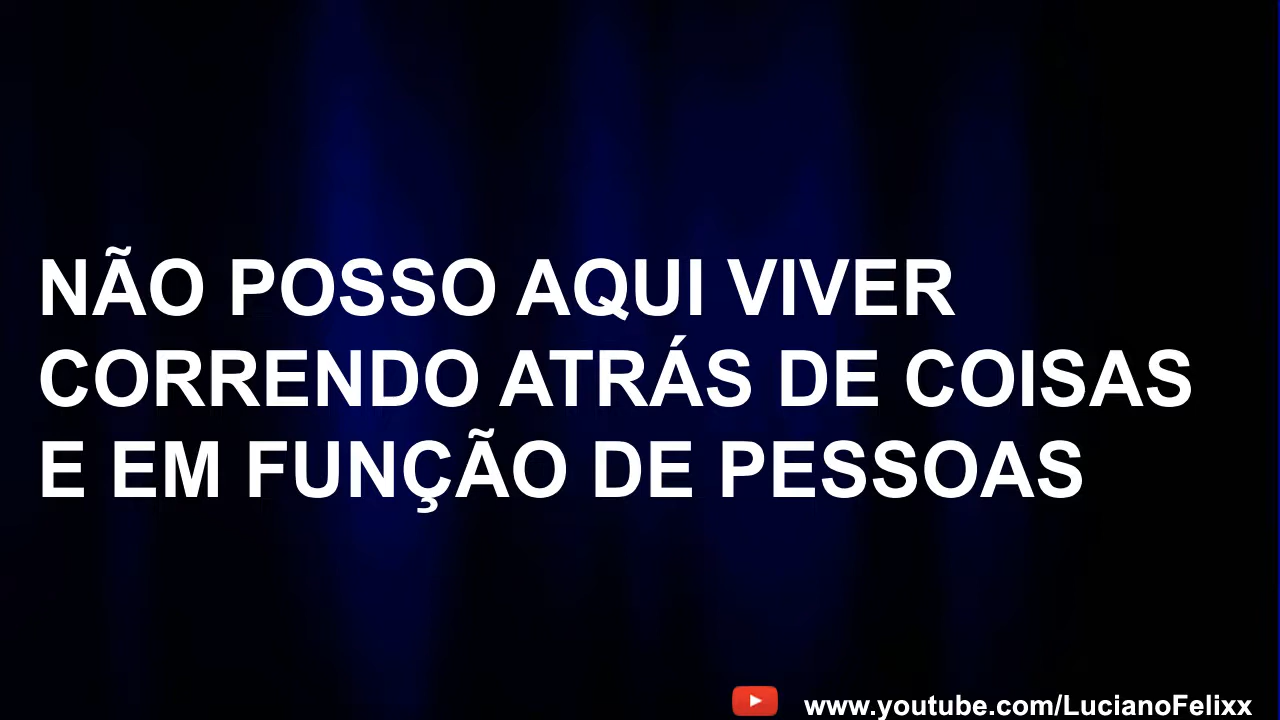 NÃO POSSO AQUI VIVER
CORRENDO ATRÁS DE COISAS
E EM FUNÇÃO DE PESSOAS
www.youtube.com/LucianoFelixx